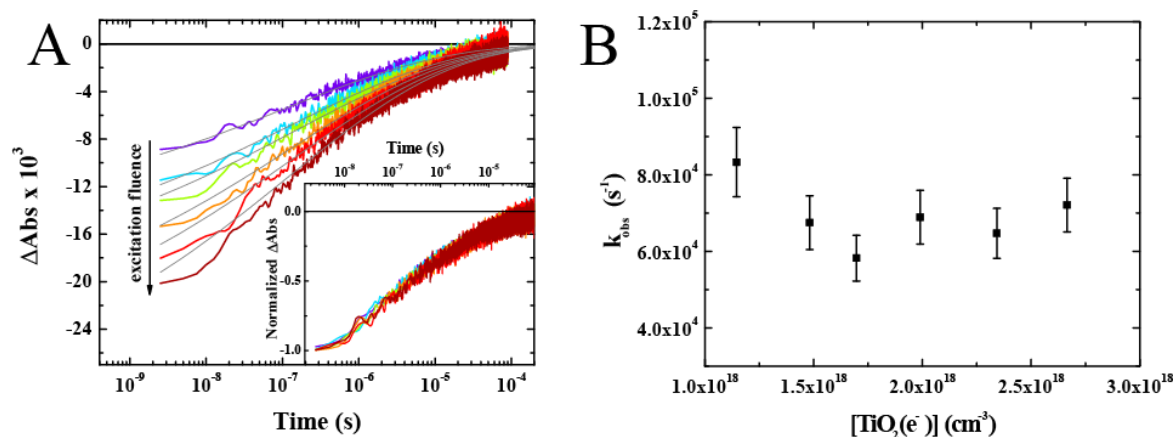 A
0
-4
-8
-12
-16
-20
-24
ΔAbs x 10³
excitation fluence
10⁻⁹ 10⁻⁸ 10⁻⁷ 10⁻⁶ 10⁻⁵ 10⁻⁴
Time (s)
Time (s)
10⁻⁸ 10⁻⁷ 10⁻⁶ 10⁻⁵
0.0
-0.5
-1.0
Normalized ΔAbs
B
1.2x10⁵
1.0x10⁵
8.0x10⁴
6.0x10⁴
4.0x10⁴
k_obs (s⁻¹)
1.0x10¹⁸ 1.5x10¹⁸ 2.0x10¹⁸ 2.5x10¹⁸ 3.0x10¹⁸
[TiO₂(e⁻)] (cm⁻³)